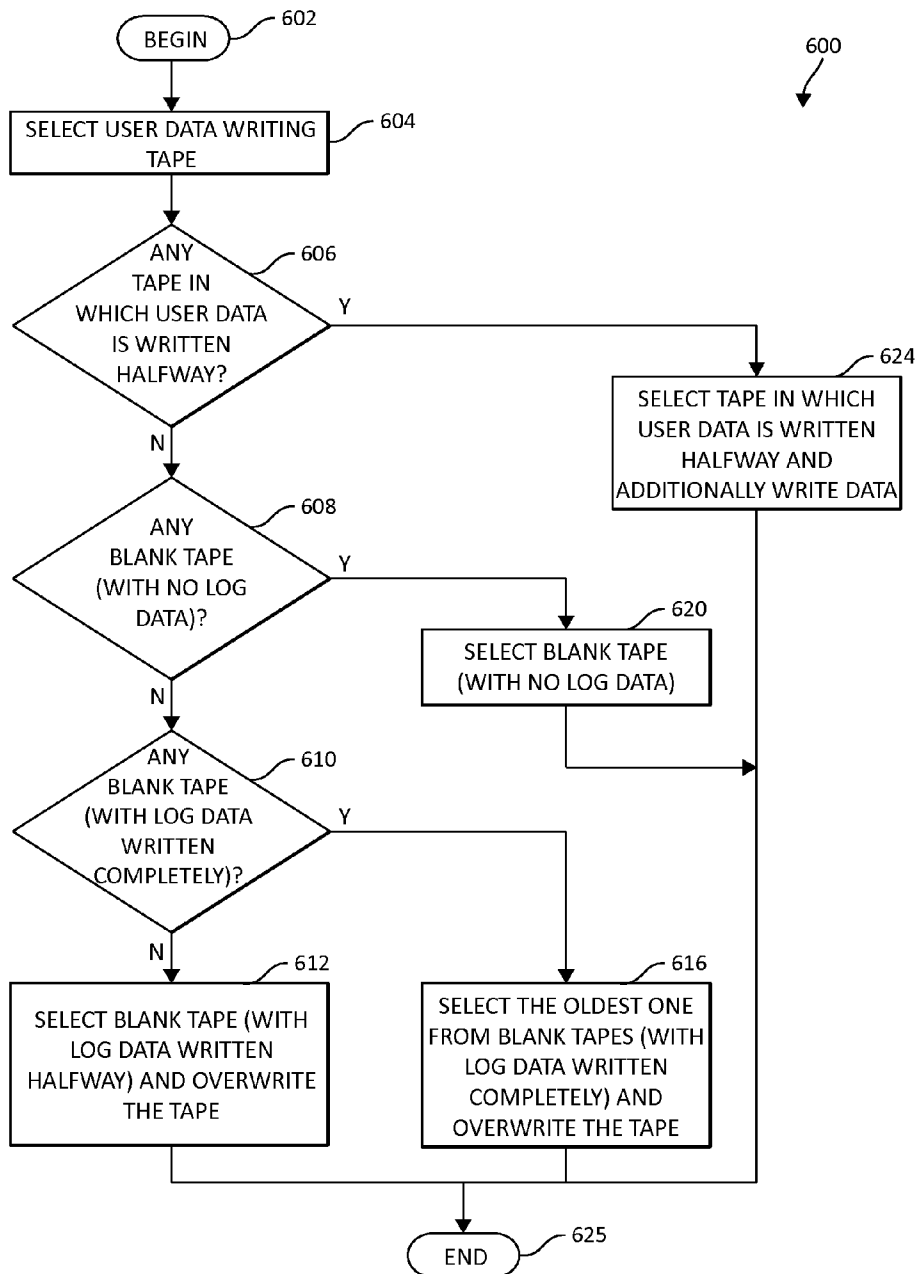 602
BEGIN
600
604
SELECT USER DATA WRITING
TAPE
606
ANY
TAPE IN
WHICH USER DATA
IS WRITTEN
HALFWAY?
Y
N
624
SELECT TAPE IN WHICH
USER DATA IS WRITTEN
HALFWAY AND
ADDITIONALLY WRITE DATA
608
ANY
BLANK TAPE
(WITH NO LOG
DATA)?
Y
N
620
SELECT BLANK TAPE
(WITH NO LOG DATA)
610
ANY
BLANK TAPE
(WITH LOG DATA
WRITTEN
COMPLETELY)?
Y
N
612
SELECT BLANK TAPE (WITH
LOG DATA WRITTEN
HALFWAY) AND OVERWRITE
THE TAPE
616
SELECT THE OLDEST ONE
FROM BLANK TAPES (WITH
LOG DATA WRITTEN
COMPLETELY) AND
OVERWRITE THE TAPE
END
625